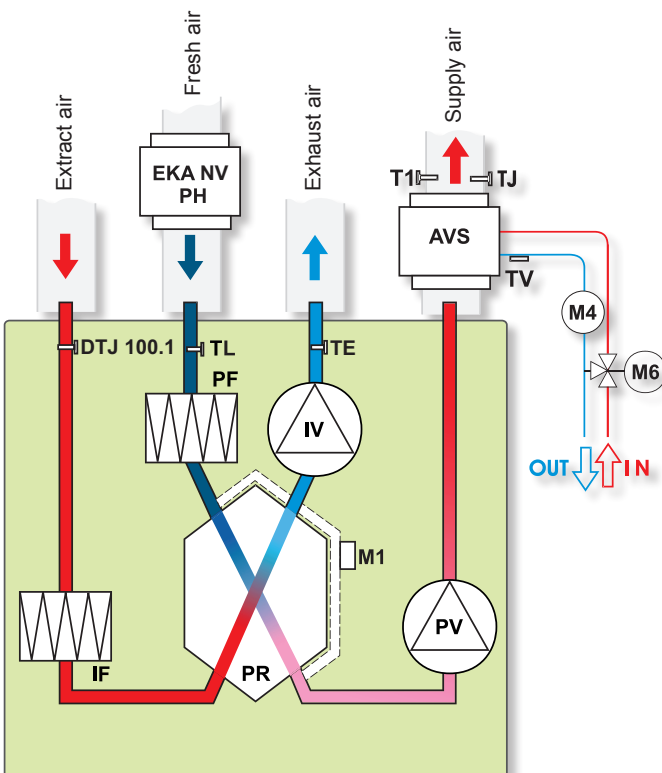 Extract air
Fresh air
Exhaust air
Supply air
EKA NV
PH
T1
TJ
AVS
TV
M4
M6
DTJ 100.1
TL
TE
PF
IV
OUT
IN
M1
IF
PR
PV